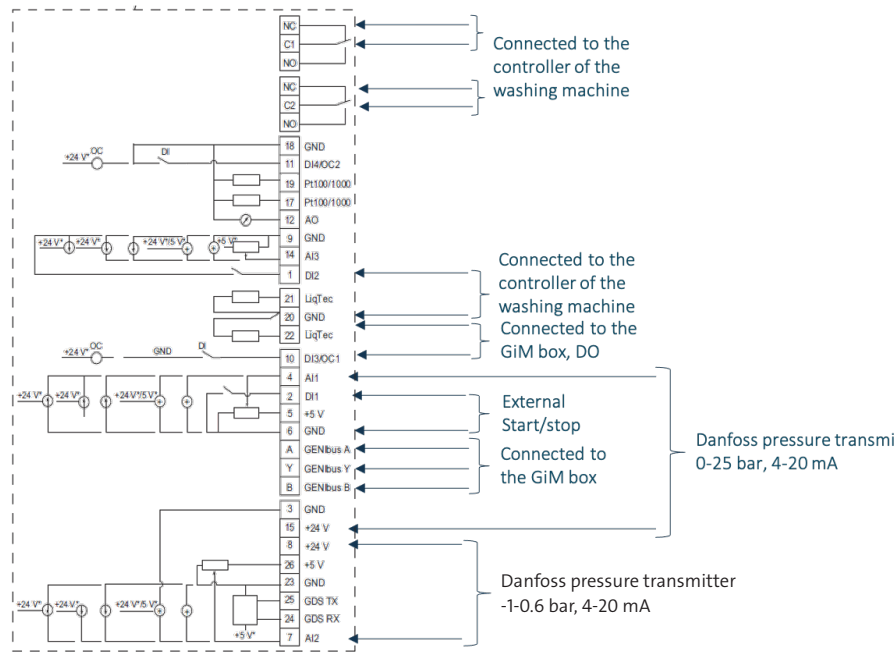 NC
C1
NO
Connected to the
controller of the
washing machine
NC
C2
NO
18 GND
+24 V* OC DI 11 DI4/OC2
19 Pt100/1000
17 Pt100/1000
12 AO
9 GND
+24 V* +24 V* +24 V*/5 V* +5 V*
14 AI3
1 DI2
Connected to the
controller of the
washing machine
21 LiqTec
20 GND
22 LiqTec
Connected to the
GiM box, DO
+24 V* OC GND DI 10 DI3/OC1
4 AI1
+24 V* +24 V* +24 V*/5 V* 2 DI1
5 +5 V
6 GND
External
Start/stop
A GENIbus A
Y GENIbus Y
B GENIbus B
Connected to
the GiM box
Danfoss pressure transmi
0-25 bar, 4-20 mA
3 GND
15 +24 V
8 +24 V
26 +5 V
23 GND
25 GDS TX
24 GDS RX
+24 V* +24 V* +24 V*/5 V*
+5 V* 7 AI2
Danfoss pressure transmitter
-1-0.6 bar, 4-20 mA